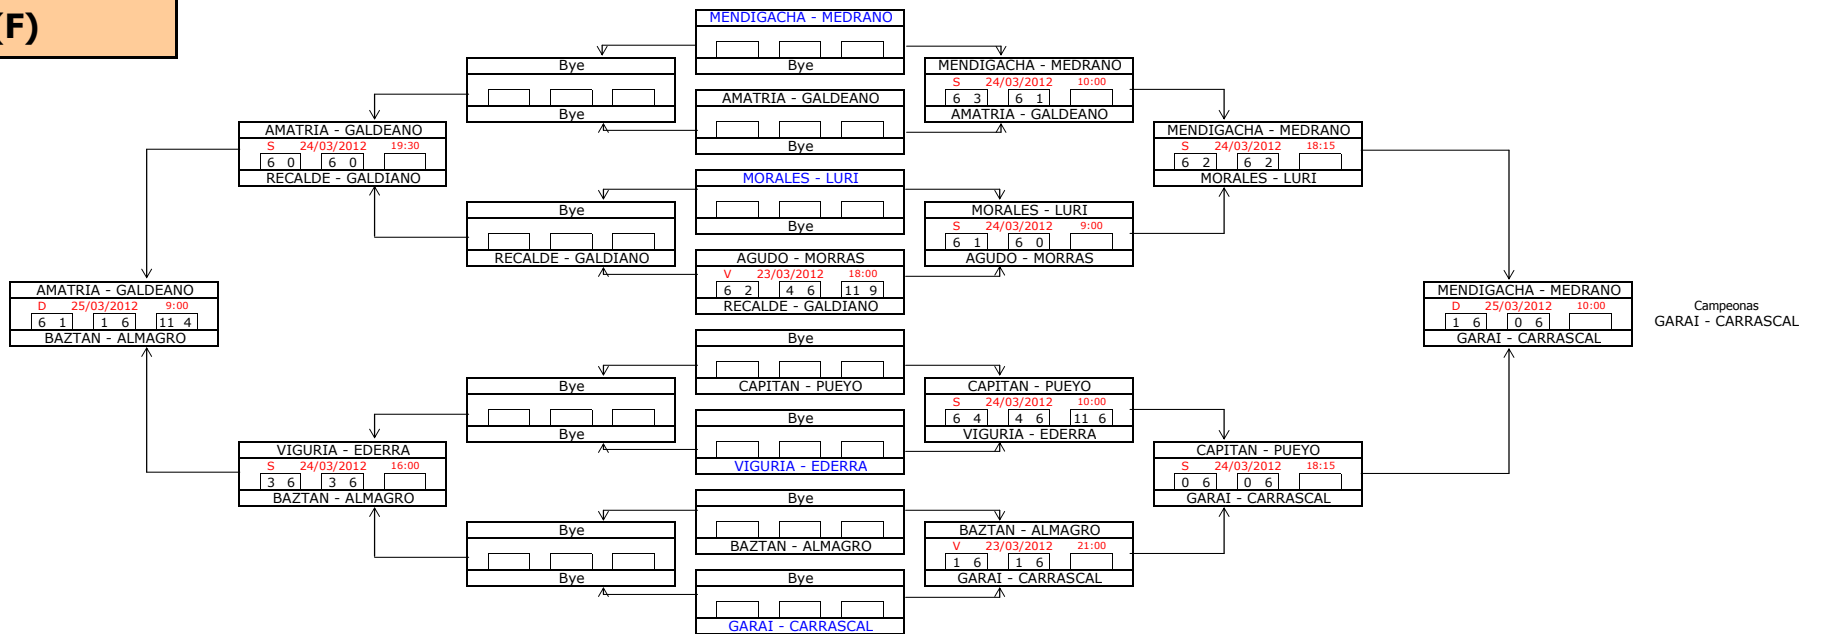 (F)
MENDIGACHA - MEDRANO
Bye
AMATRIA - GALDEANO
Bye
MORALES - LURI
Bye
AGUDO - MORRAS
V 23/03/2012 18:00
6 2 4 6 11 9
RECALDE - GALDIANO
Bye
CAPITAN - PUEYO
Bye
VIGURIA - EDERRA
Bye
BAZTAN - ALMAGRO
Bye
GARAI - CARRASCAL
Bye
Bye
Bye
RECALDE - GALDIANO
Bye
Bye
Bye
Bye
AMATRIA - GALDEANO
S 24/03/2012 19:30
6 0 6 0
RECALDE - GALDIANO
VIGURIA - EDERRA
S 24/03/2012 16:00
3 6 3 6
BAZTAN - ALMAGRO
AMATRIA - GALDEANO
D 25/03/2012 9:00
6 1 1 6 11 4
BAZTAN - ALMAGRO
MENDIGACHA - MEDRANO
S 24/03/2012 10:00
6 3 6 1
AMATRIA - GALDEANO
MORALES - LURI
S 24/03/2012 9:00
6 1 6 0
AGUDO - MORRAS
CAPITAN - PUEYO
S 24/03/2012 10:00
6 4 4 6 11 6
VIGURIA - EDERRA
BAZTAN - ALMAGRO
V 23/03/2012 21:00
1 6 1 6
GARAI - CARRASCAL
MENDIGACHA - MEDRANO
S 24/03/2012 18:15
6 2 6 2
MORALES - LURI
CAPITAN - PUEYO
S 24/03/2012 18:15
0 6 0 6
GARAI - CARRASCAL
MENDIGACHA - MEDRANO
D 25/03/2012 10:00
1 6 0 6
GARAI - CARRASCAL
Campeonas
GARAI - CARRASCAL